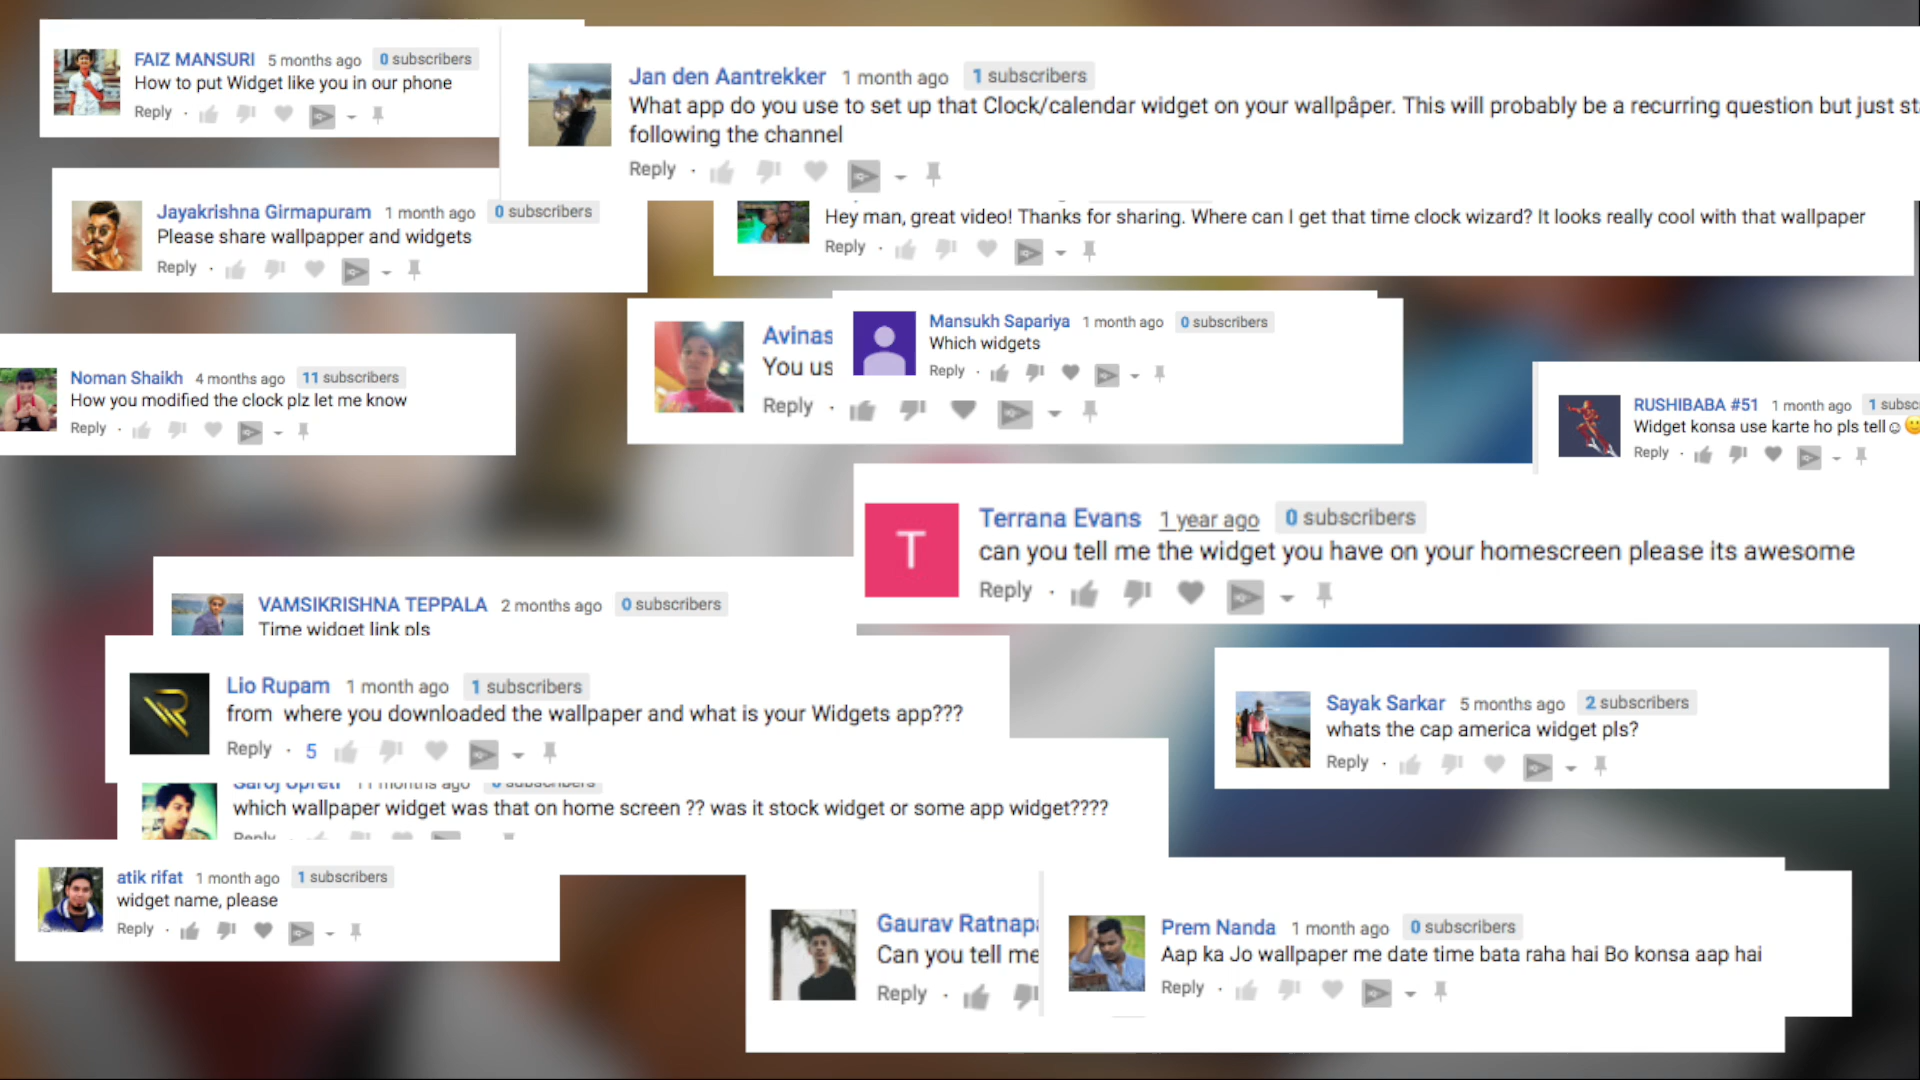 FAIZ MANSURI 5 months ago 0 subscribers
How to put Widget like you in our phone
Reply
Jan den Aantrekker 1 month ago 1 subscribers
What app do you use to set up that Clock/calendar widget on your wallpâper. This will probably be a recurring question but just st
following the channel
Reply
Jayakrishna Girmapuram 1 month ago 0 subscribers
Please share wallpapper and widgets
Reply
Hey man, great video! Thanks for sharing. Where can I get that time clock wizard? It looks really cool with that wallpaper
Reply
Avinas
You us
Reply
Mansukh Sapariya 1 month ago 0 subscribers
Which widgets
Reply
Noman Shaikh 4 months ago 11 subscribers
How you modified the clock plz let me know
Reply
RUSHIBABA #51 1 month ago 1 subsc
Widget konsa use karte ho pls tell☺🙂
Reply
T
Terrana Evans 1 year ago 0 subscribers
can you tell me the widget you have on your homescreen please its awesome
Reply
VAMSIKRISHNA TEPPALA 2 months ago 0 subscribers
Time widget link pls
Lio Rupam 1 month ago 1 subscribers
from where you downloaded the wallpaper and what is your Widgets app???
Reply 5
Sayak Sarkar 5 months ago 2 subscribers
whats the cap america widget pls?
Reply
Saroj Upreti 11 months ago 0 subscribers
which wallpaper widget was that on home screen ?? was it stock widget or some app widget????
Reply
atik rifat 1 month ago 1 subscribers
widget name, please
Reply
Gaurav Ratnap
Can you tell me
Reply
Prem Nanda 1 month ago 0 subscribers
Aap ka Jo wallpaper me date time bata raha hai Bo konsa aap hai
Reply